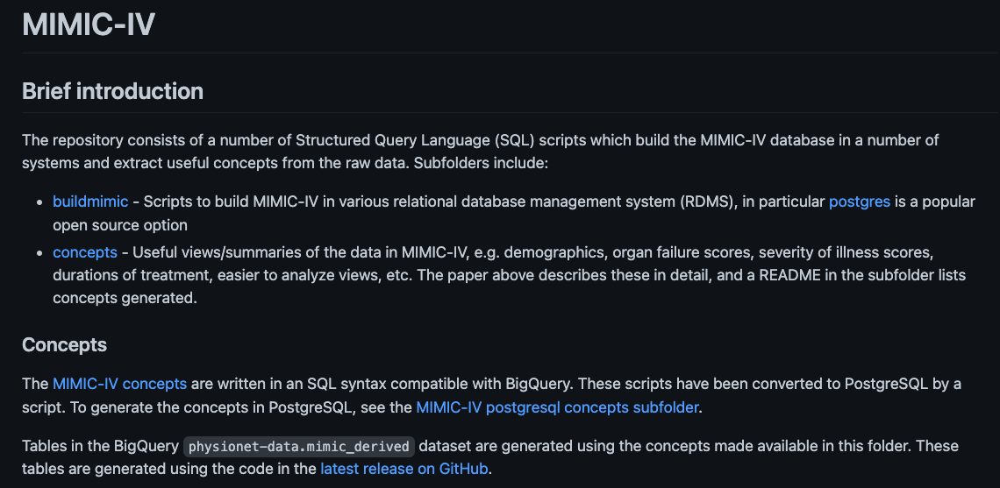 MIMIC-IV
Brief introduction
The repository consists of a number of Structured Query Language (SQL) scripts which build the MIMIC-IV database in a number of
systems and extract useful concepts from the raw data. Subfolders include:
• buildmimic - Scripts to build MIMIC-IV in various relational database management system (RDMS), in particular postgres is a popular
open source option
• concepts - Useful views/summaries of the data in MIMIC-IV, e.g. demographics, organ failure scores, severity of illness scores,
durations of treatment, easier to analyze views, etc. The paper above describes these in detail, and a README in the subfolder lists
concepts generated.
Concepts
The MIMIC-IV concepts are written in an SQL syntax compatible with BigQuery. These scripts have been converted to PostgreSQL by a
script. To generate the concepts in PostgreSQL, see the MIMIC-IV postgresql concepts subfolder.
Tables in the BigQuery physionet-data.mimic_derived dataset are generated using the concepts made available in this folder. These
tables are generated using the code in the latest release on GitHub.